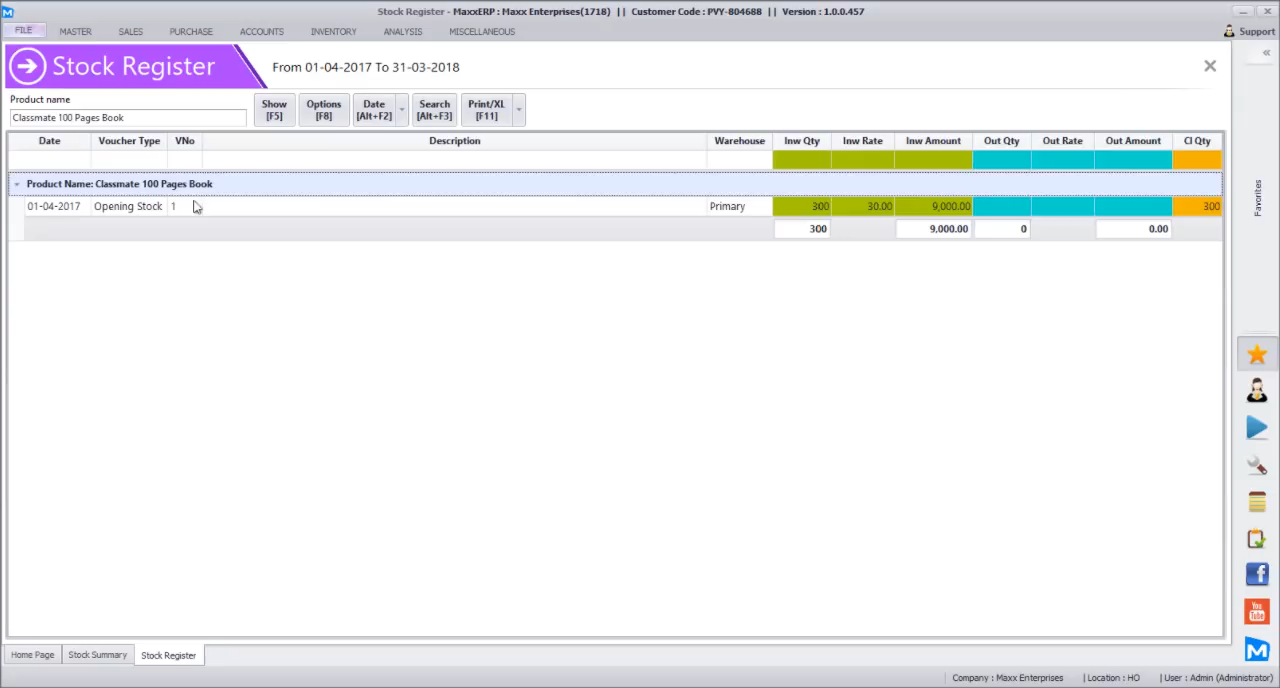 Stock Register - MaxxERP : Maxx Enterprises(1718) || Customer Code : PVY-804688 || Version : 1.0.0.457
FILE MASTER SALES PURCHASE ACCOUNTS INVENTORY ANALYSIS MISCELLANEOUS Support
Stock Register From 01-04-2017 To 31-03-2018
Product name
Classmate 100 Pages Book
Show [F5]
Options [F8]
Date [Alt+F2]
Search [Alt+F3]
Print/XL [F11]
Date Voucher Type VNo Description Warehouse Inw Qty Inw Rate Inw Amount Out Qty Out Rate Out Amount Cl Qty
Product Name: Classmate 100 Pages Book
01-04-2017 Opening Stock 1 Primary 300 30.00 9,000.00 300
300 9,000.00 0 0.00
Favorites
You Tube
Home Page Stock Summary Stock Register
Company : Maxx Enterprises | Location : HO | User : Admin (Administrator)